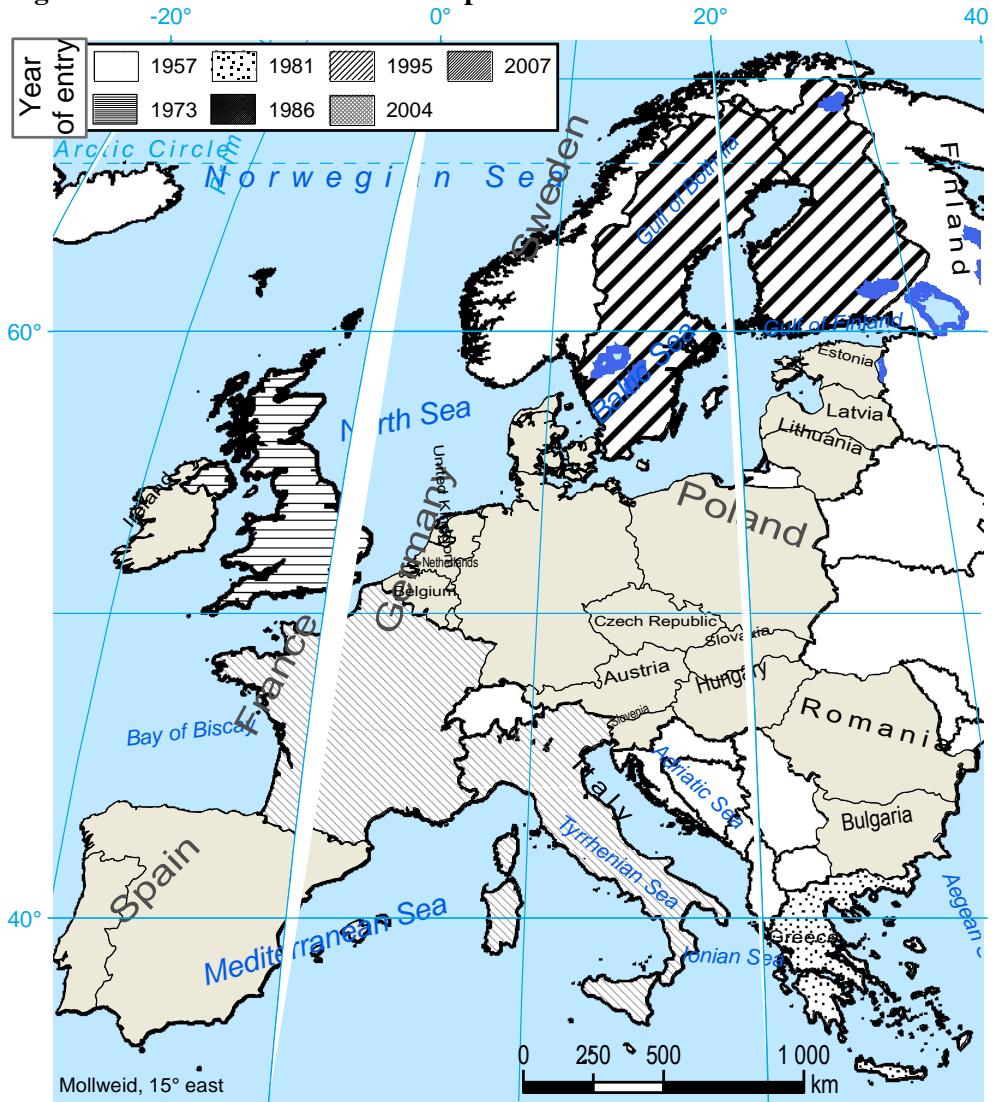 -20° 0° 20° 40
Year of entry
1957 1981 1995 2007
1973 1986 2004
Arctic Circle
Norwegian Sea
Sweden
Gulf of Bothnia
Finland
60°
Gulf of Finland
Baltic Sea
Estonia
Latvia
Lithuania
North Sea
Ireland
United Kingdom
Germany
Poland
Netherlands
Belgium
Czech Republic
Slovakia
Austria
Hungary
France
Slovenia
Romania
Bay of Biscay
Italy
Adriatic Sea
Bulgaria
Tyrrhenian Sea
Spain
Aegean S
40°
Mediterranean Sea
Greece
Ionian Sea
0 250 500 1 000
km
Mollweid, 15° east